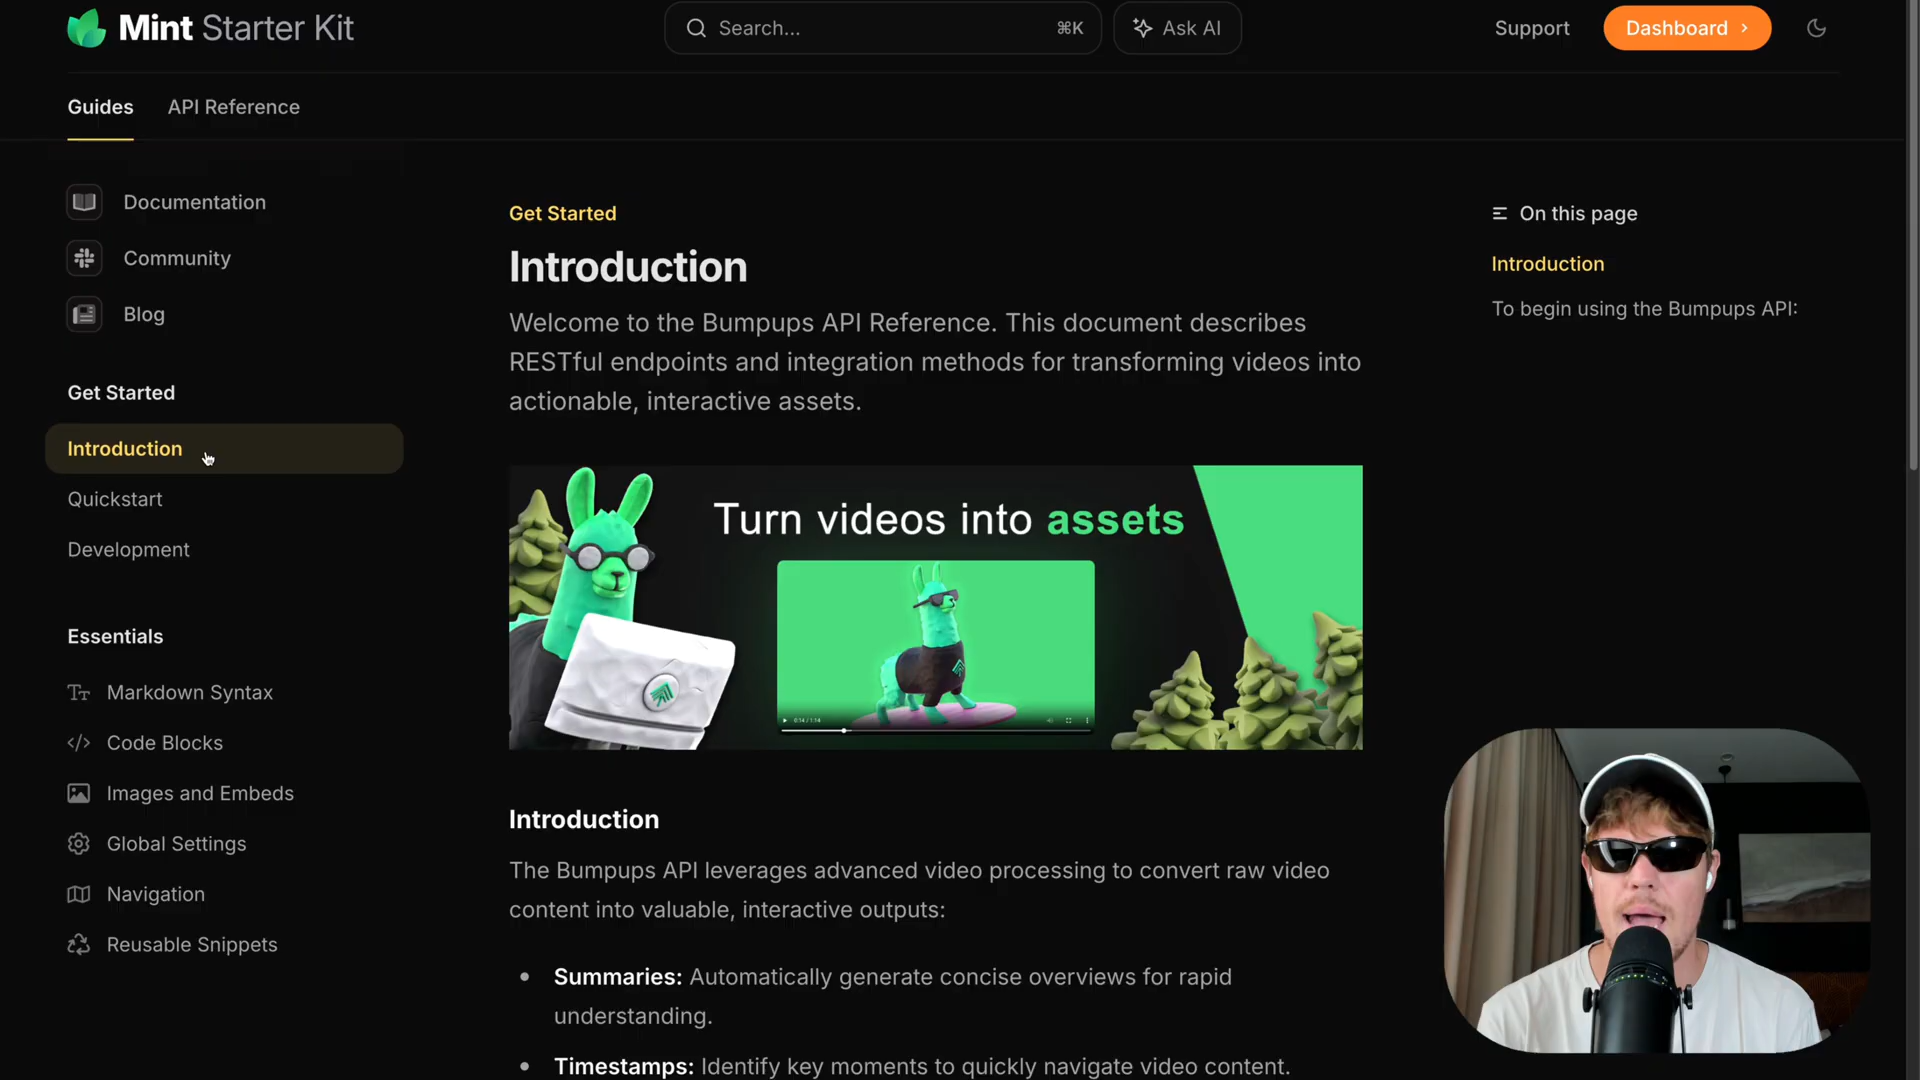 Mint Starter Kit
Search...
⌘K
Ask AI
Support
Dashboard
Guides
API Reference
Documentation
Community
Blog
Get Started
Introduction
Quickstart
Development
Essentials
Markdown Syntax
Code Blocks
Images and Embeds
Global Settings
Navigation
Reusable Snippets
Get Started
Introduction
Welcome to the Bumpups API Reference. This document describes
RESTful endpoints and integration methods for transforming videos into
actionable, interactive assets.
Turn videos into assets
0:14 / 1:14
Introduction
The Bumpups API leverages advanced video processing to convert raw video
content into valuable, interactive outputs:
• Summaries: Automatically generate concise overviews for rapid
understanding.
• Timestamps: Identify key moments to quickly navigate video content.
On this page
Introduction
To begin using the Bumpups API: